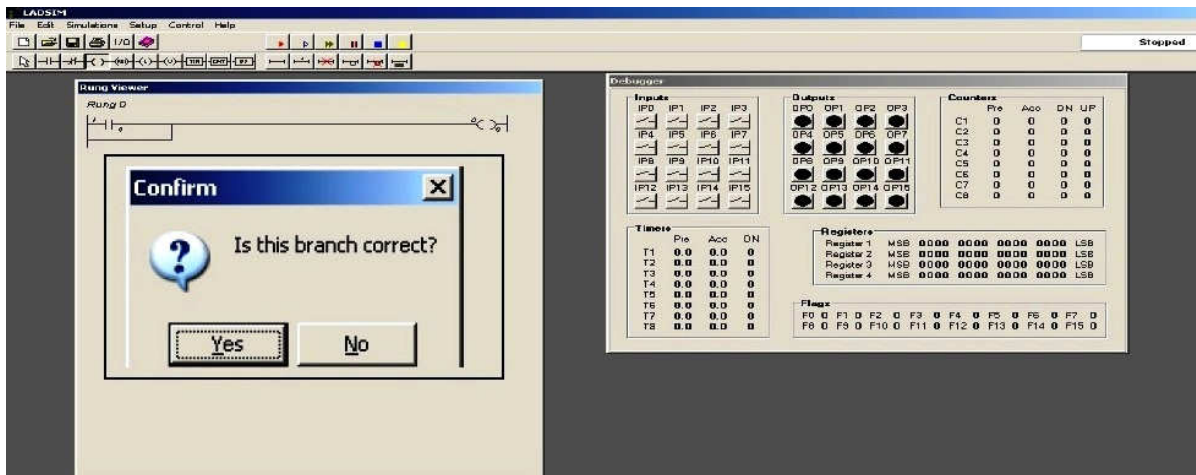 LADSIM
File Edit Simulations Setup Control Help
I/O
Stopped
Rung Viewer
Rung 0
Confirm
Is this branch correct?
Yes No
Debugger
Inputs
IP0 IP1 IP2 IP3
IP4 IP5 IP6 IP7
IP8 IP9 IP10 IP11
IP12 IP13 IP14 IP15
Outputs
OP0 OP1 OP2 OP3
OP4 OP5 OP6 OP7
OP8 OP9 OP10 OP11
OP12 OP13 OP14 OP15
Counters
Pre Acc DN UP
C1 0 0 0 0
C2 0 0 0 0
C3 0 0 0 0
C4 0 0 0 0
C5 0 0 0 0
C6 0 0 0 0
C7 0 0 0 0
C8 0 0 0 0
Timers
Pre Acc DN
T1 0.0 0.0 0
T2 0.0 0.0 0
T3 0.0 0.0 0
T4 0.0 0.0 0
T5 0.0 0.0 0
T6 0.0 0.0 0
T7 0.0 0.0 0
T8 0.0 0.0 0
Registers
Register 1 MSB 0000 0000 0000 0000 LSB
Register 2 MSB 0000 0000 0000 0000 LSB
Register 3 MSB 0000 0000 0000 0000 LSB
Register 4 MSB 0000 0000 0000 0000 LSB
Flags
F0 0 F1 0 F2 0 F3 0 F4 0 F5 0 F6 0 F7 0
F8 0 F9 0 F10 0 F11 0 F12 0 F13 0 F14 0 F15 0